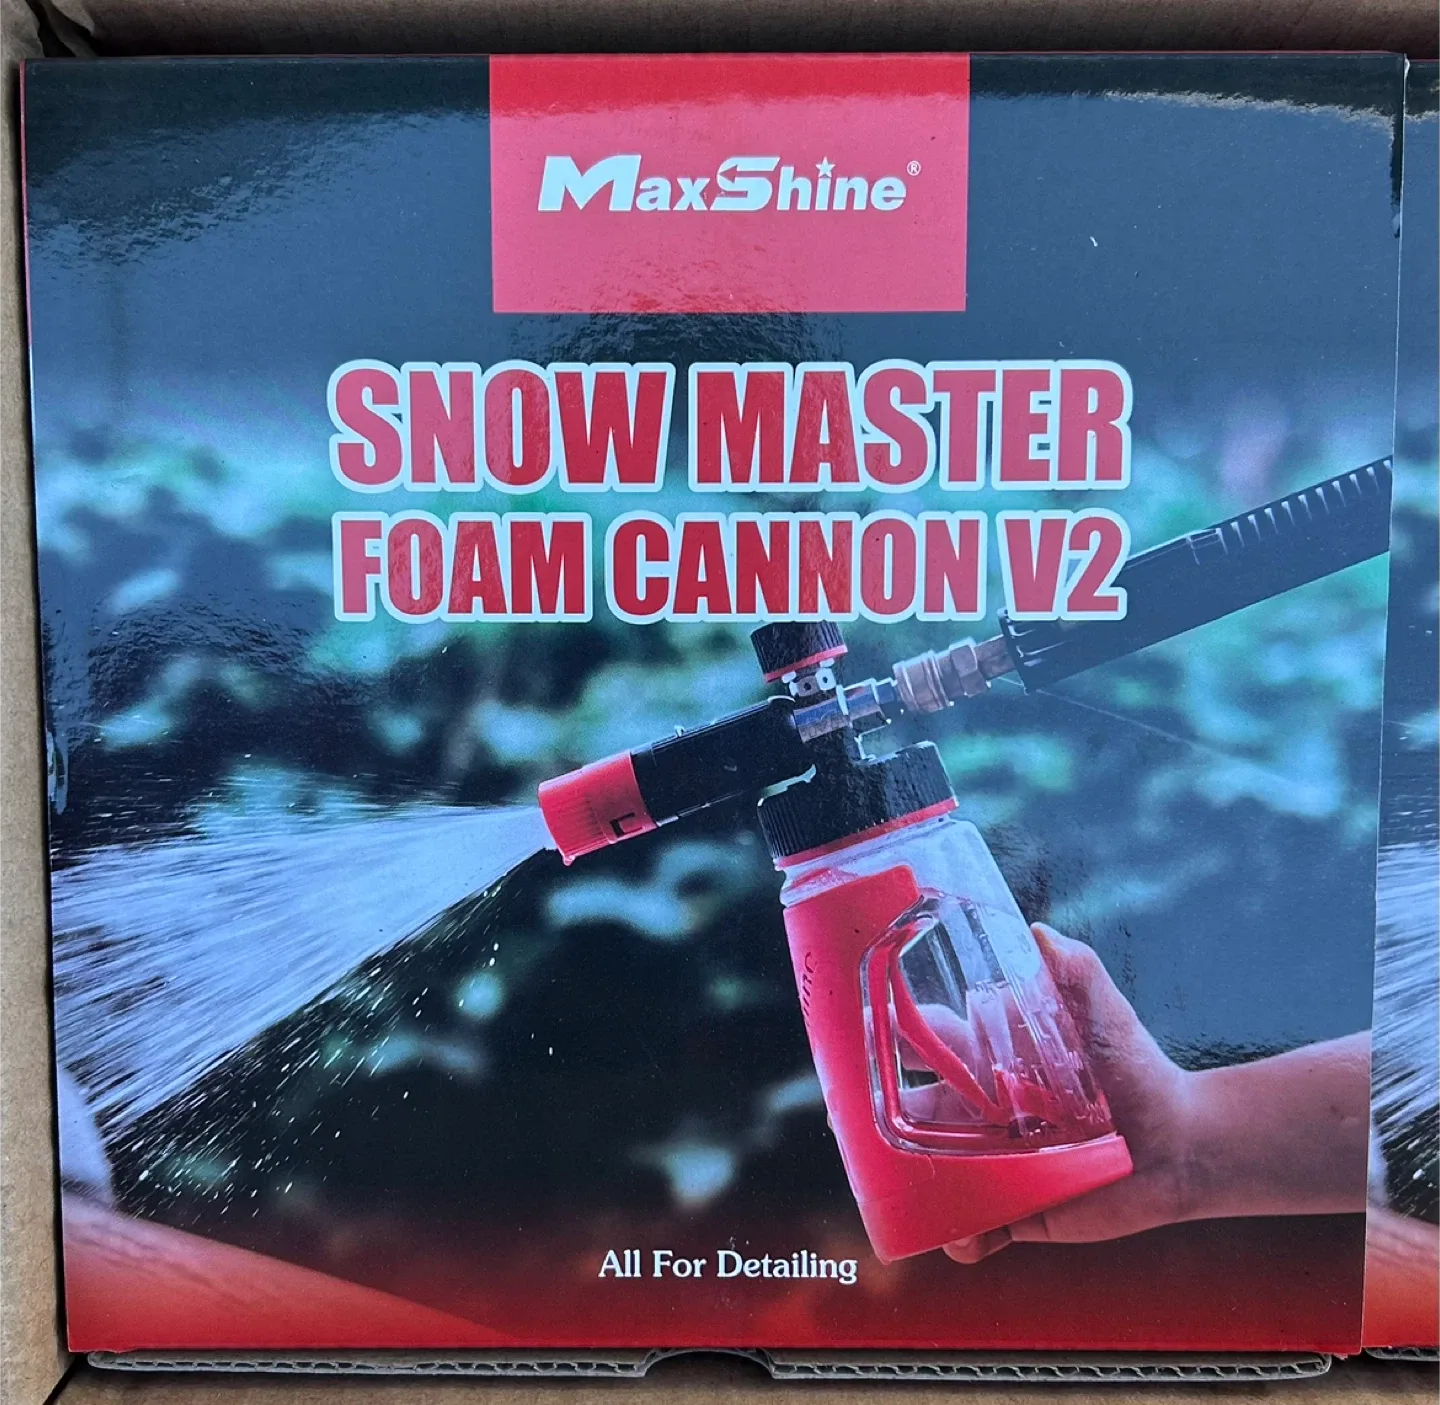 MaxShine®
SNOW MASTER
FOAM CANNON V2
All For Detailing